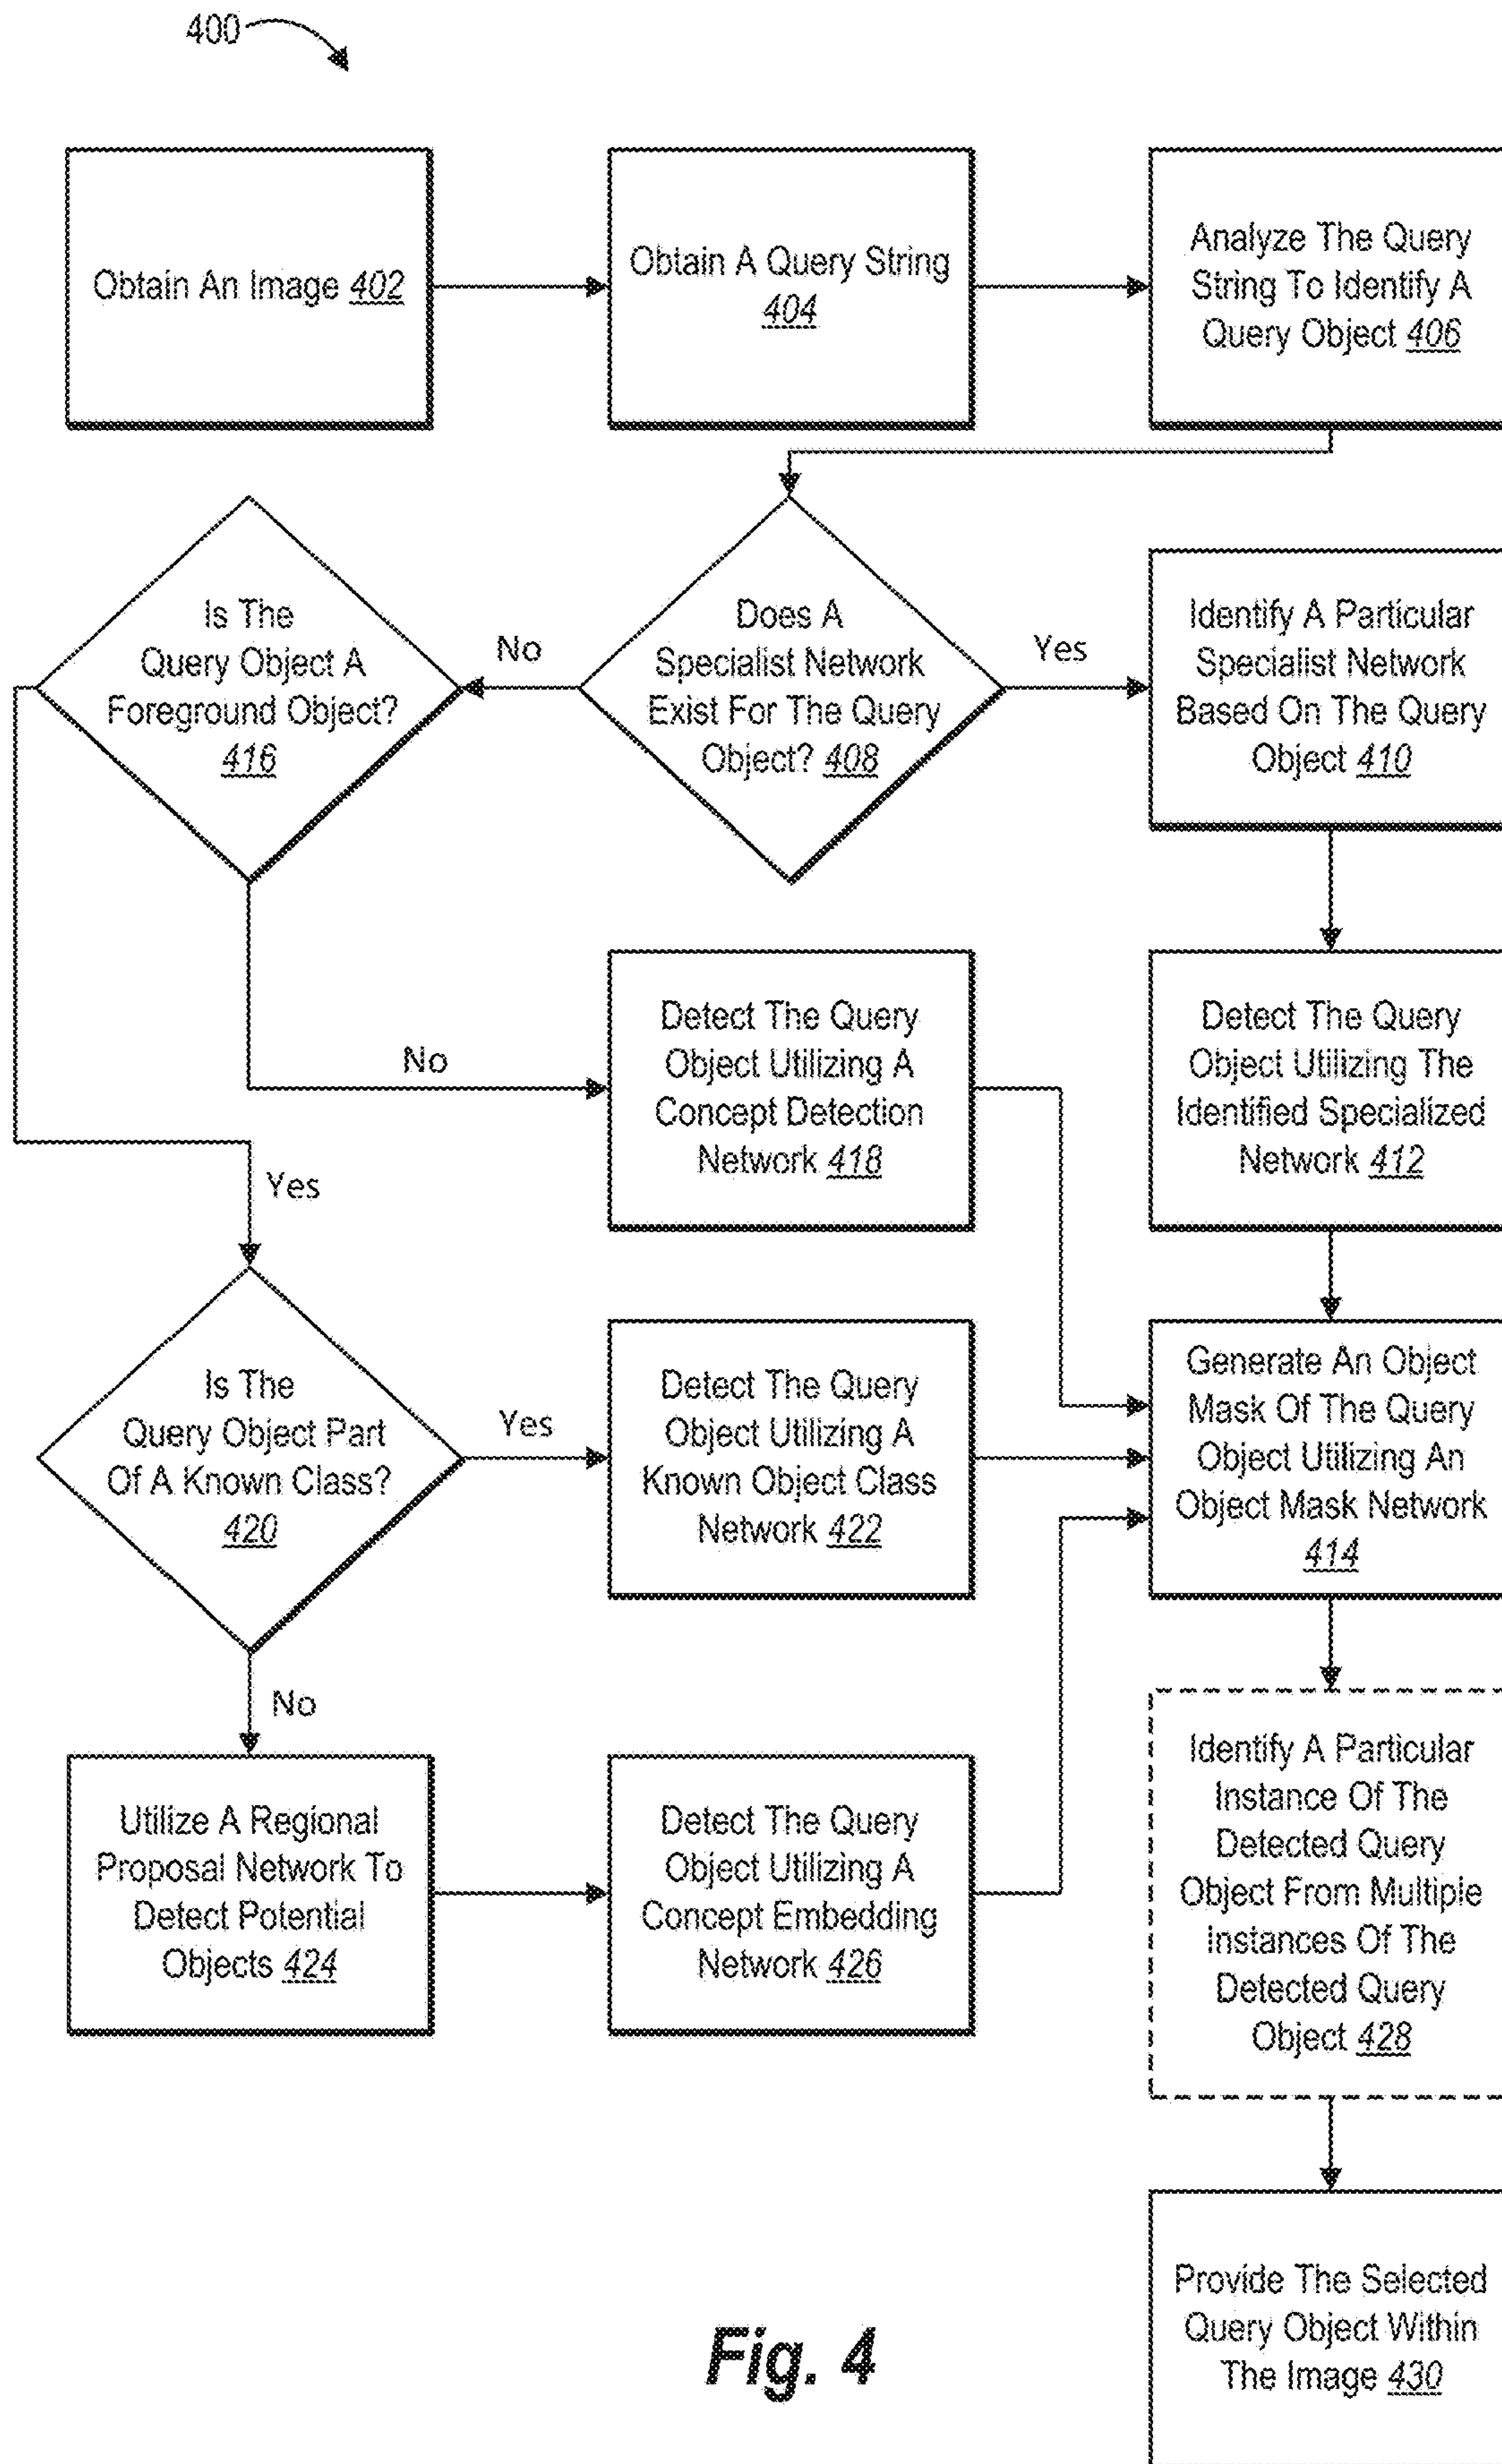 400
Obtain An Image 402
Obtain A Query String
404
Analyze The Query
String To Identify A
Query Object 406
Is The
Query Object A
Foreground Object?
416
No
Does A
Specialist Network
Exist For The Query
Object? 408
Yes
Identify A Particular
Specialist Network
Based On The Query
Object 410
No
Detect The Query
Object Utilizing A
Concept Detection
Network 418
Detect The Query
Object Utilizing The
Identified Specialized
Network 412
Yes
Is The
Query Object Part
Of A Known Class?
420
Yes
Detect The Query
Object Utilizing A
Known Object Class
Network 422
Generate An Object
Mask Of The Query
Object Utilizing An
Object Mask Network
414
No
Utilize A Regional
Proposal Network To
Detect Potential
Objects 424
Detect The Query
Object Utilizing A
Concept Embedding
Network 426
Identify A Particular
Instance Of The
Detected Query
Object From Multiple
Instances Of The
Detected Query
Object 428
Provide The Selected
Query Object Within
The Image 430
Fig. 4